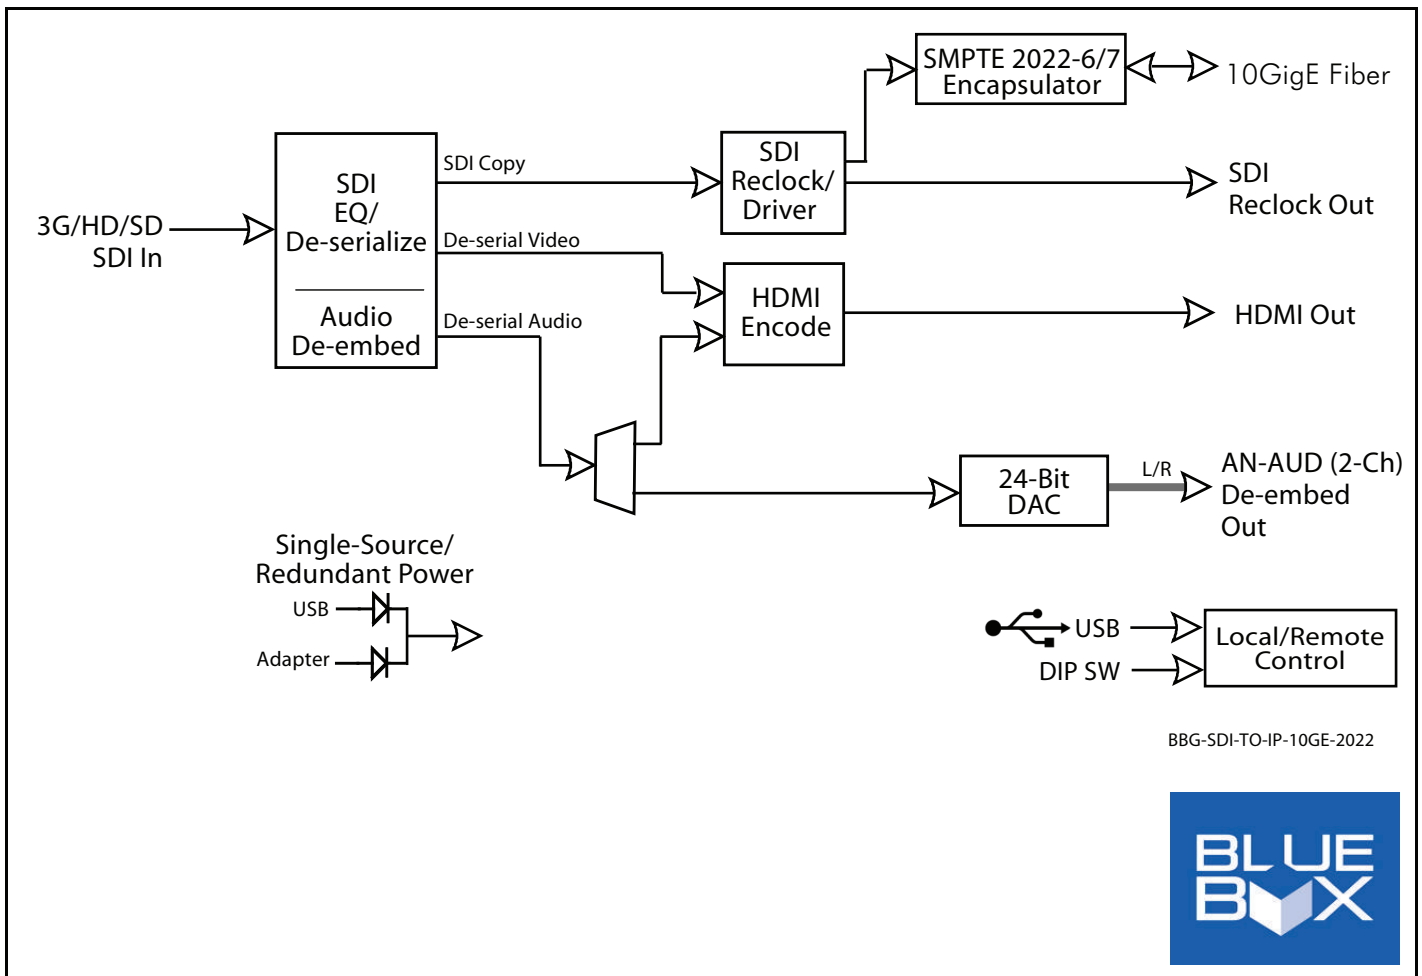 SMPTE 2022-6/7
Encapsulator
10GigE Fiber
SDI
EQ/
De-serialize
Audio
De-embed
SDI Copy
SDI
Reclock/
Driver
SDI
Reclock Out
3G/HD/SD
SDI In
De-serial Video
HDMI
Encode
HDMI Out
De-serial Audio
24-Bit
DAC
L/R
AN-AUD (2-Ch)
De-embed
Out
Single-Source/
Redundant Power
USB
Adapter
USB
DIP SW
Local/Remote
Control
BBG-SDI-TO-IP-10GE-2022
BLUE
BOX